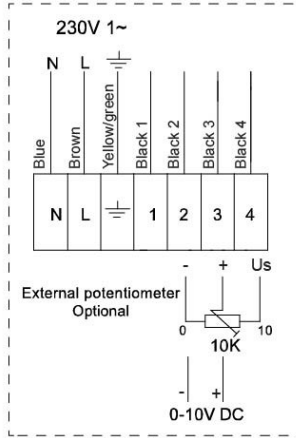 230V 1~
N L
Blue Brown Yellow/green Black 1 Black 2 Black 3 Black 4
N L 1 2 3 4
- + Us
External potentiometer
Optional
0 10
10K
- +
0-10V DC